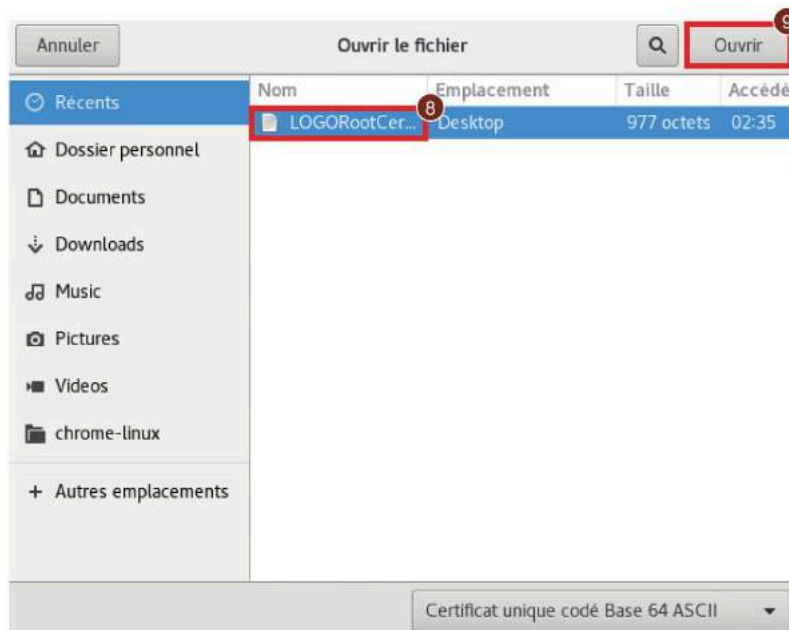 9
Annuler Ouvrir le fichier Ouvrir
Récents
Nom Emplacement Taille Accédé
8
LOGORootCer... Desktop 977 octets 02:35
Dossier personnel
Documents
Downloads
Music
Pictures
Videos
chrome-linux
+ Autres emplacements
Certificat unique codé Base 64 ASCII